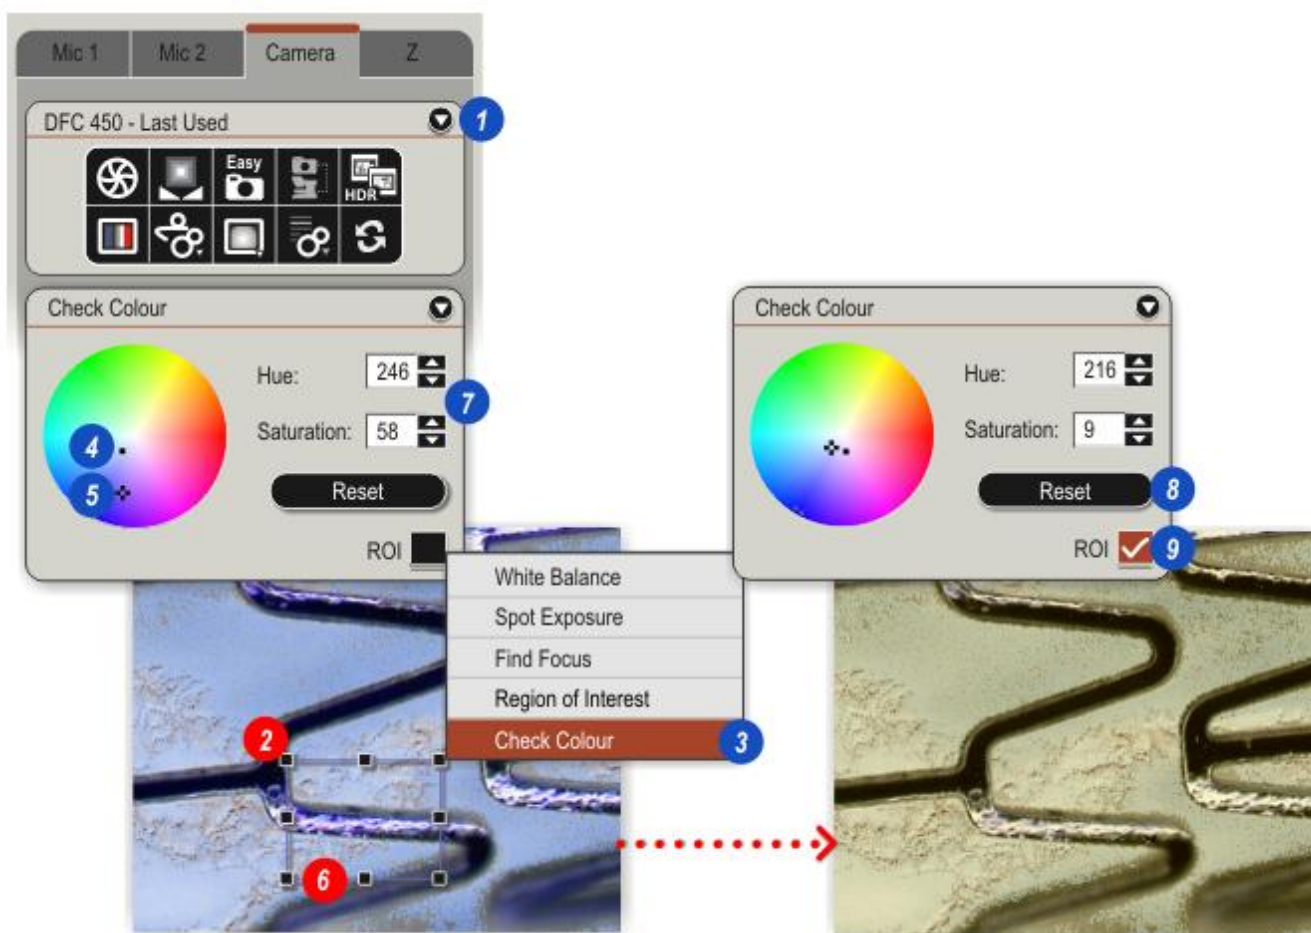 Mic 1 Mic 2 Camera Z
DFC 450 - Last Used
1
Easy
HDR
Check Colour
Hue: 246
7
Saturation: 58
4
5
Reset
ROI
Check Colour
Hue: 216
Saturation: 9
Reset 8
ROI 9
White Balance
Spot Exposure
Find Focus
Region of Interest
Check Colour 3
2
6